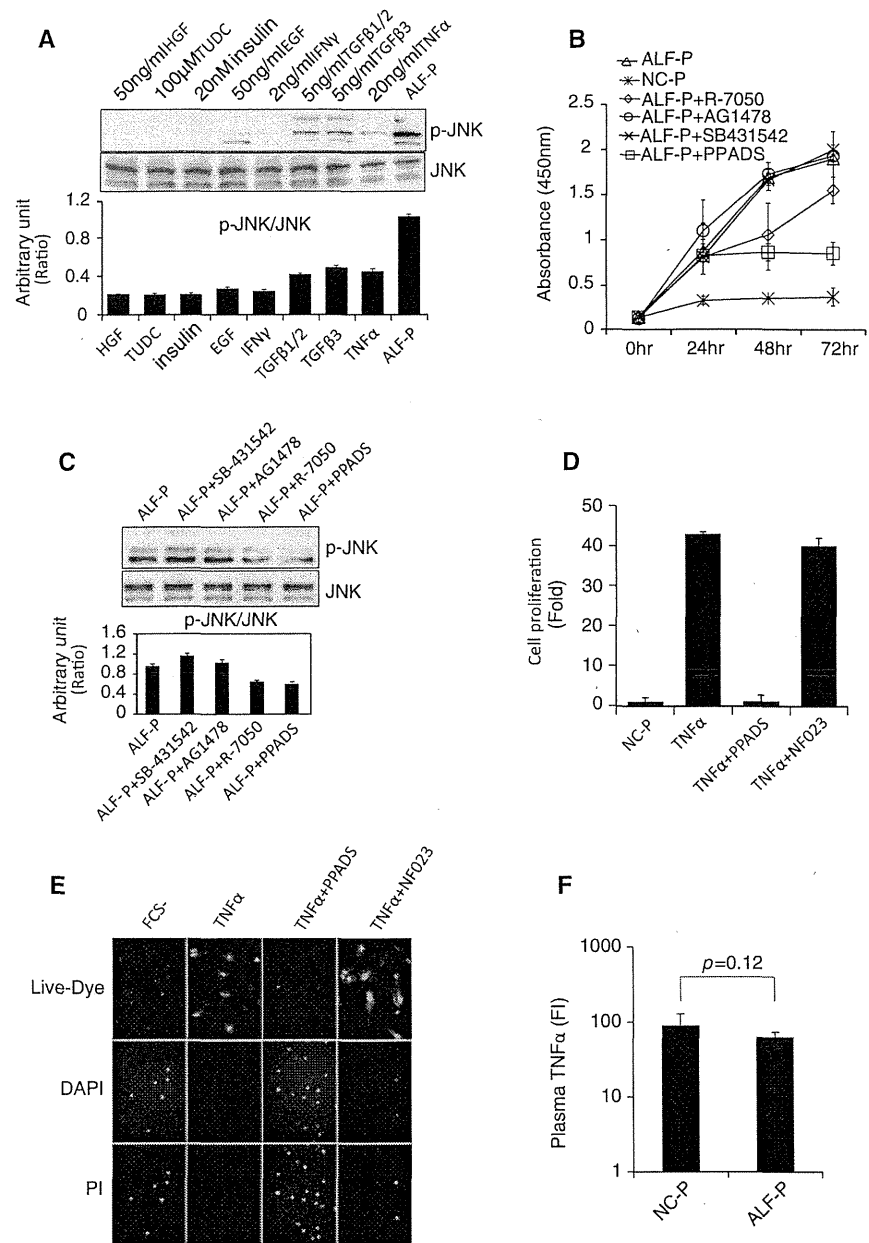 A
50ng/mlHGF
100μMTUDC
20nMinsulin
50ng/mlEGF
2ng/mlIFNγ
5ng/mlTGFβ1/2
5ng/mlTGFβ3
20ng/mlTNFα
ALF-P
p-JNK
JNK
p-JNK/JNK
Arbitrary unit
(Ratio)
1.2
0.8
0.4
0
HGF
TUDC
insulin
EGF
IFNγ
TGFβ1/2
TGFβ3
TNFα
ALF-P
B
ALF-P
NC-P
ALF-P+R-7050
ALF-P+AG1478
ALF-P+SB431542
ALF-P+PPADS
Absorbance (450nm)
2.5
2
1.5
1
0.5
0
0hr
24hr
48hr
72hr
C
ALF-P
ALF-P+SB-431542
ALF-P+AG1478
ALF-P+R-7050
ALF-P+PPADS
p-JNK
JNK
p-JNK/JNK
Arbitrary unit
(Ratio)
1.6
1.2
0.8
0.4
0
ALF-P
ALF-P+SB-431542
ALF-P+AG1478
ALF-P+R-7050
ALF-P+PPADS
D
Cell proliferation
(Fold)
50
40
30
20
10
0
NC-P
TNFα
TNFα+PPADS
TNFα+NF023
E
FCS-
TNFα
TNFα+PPADS
TNFα+NF023
Live-Dye
DAPI
PI
F
Plasma TNFα (FI)
1000
100
10
1
p=0.12
NC-P
ALF-P